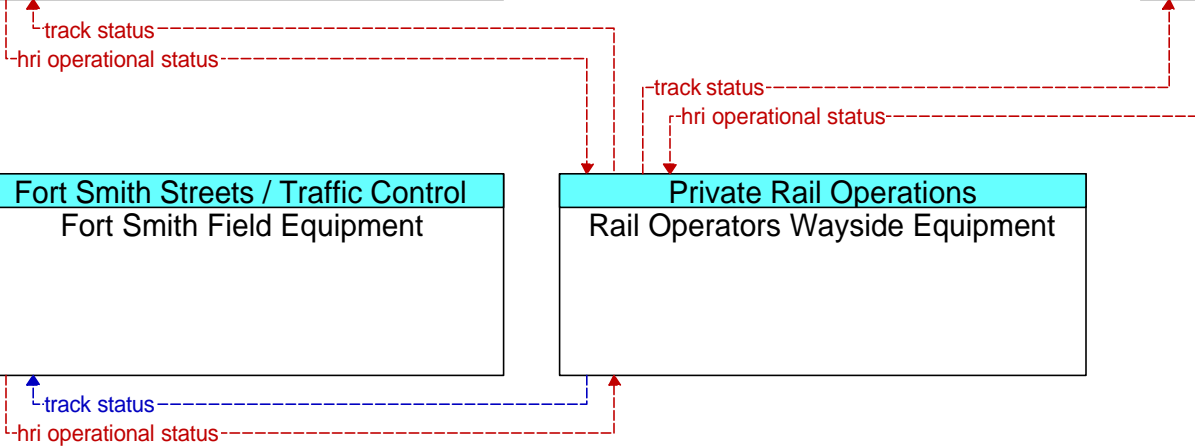 track status
hri operational status
track status
hri operational status
Fort Smith Streets / Traffic Control
Fort Smith Field Equipment
Private Rail Operations
Rail Operators Wayside Equipment
track status
hri operational status